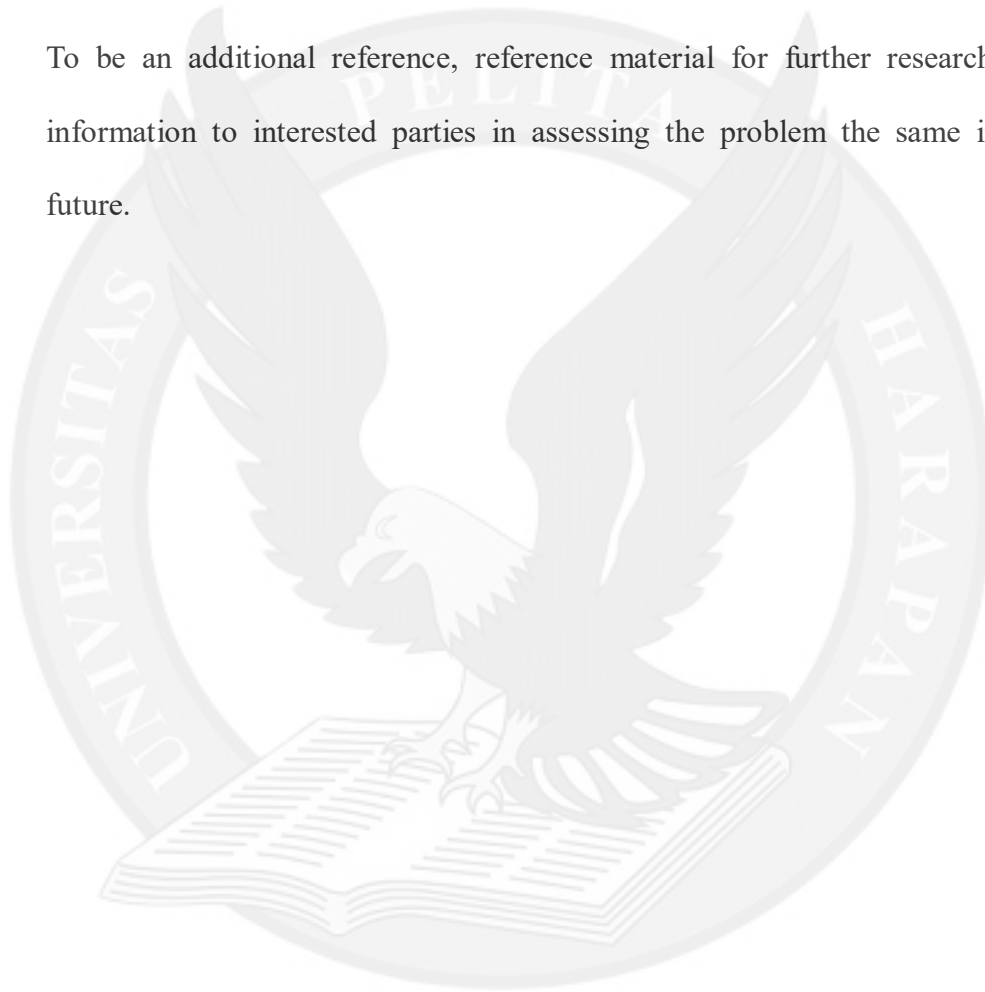 To be an additional reference, reference material for further research
information to interested parties in assessing the problem the same
future.
PELITA
UNIVERSITAS
HARAPAN